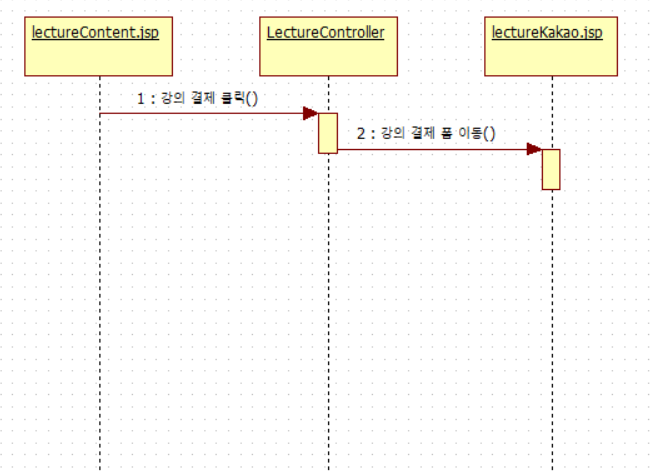 lectureContent.jsp
LectureController
lectureKakao.jsp
1 : 강의 결제 클릭()
2 : 강의 결제 폼 이동()